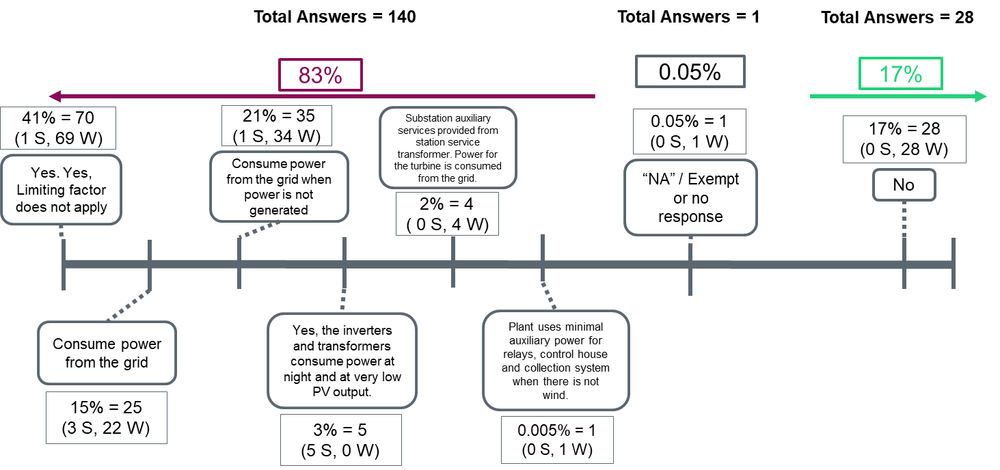 Total Answers = 140
Total Answers = 1
Total Answers = 28
83%
0.05%
17%
41% = 70
(1 S, 69 W)
Yes. Yes,
Limiting factor
does not apply
21% = 35
(1 S, 34 W)
Consume power
from the grid when
power is not
generated
Substation auxiliary
services provided from
station service
transformer. Power for
the turbine is consumed
from the grid.
2% = 4
( 0 S, 4 W)
0.05% = 1
(0 S, 1 W)
“NA” / Exempt
or no
response
17% = 28
(0 S, 28 W)
No
Consume power
from the grid
15% = 25
(3 S, 22 W)
Yes, the inverters
and transformers
consume power at
night and at very low
PV output.
3% = 5
(5 S, 0 W)
Plant uses minimal
auxiliary power for
relays, control house
and collection system
when there is not
wind.
0.005% = 1
(0 S, 1 W)